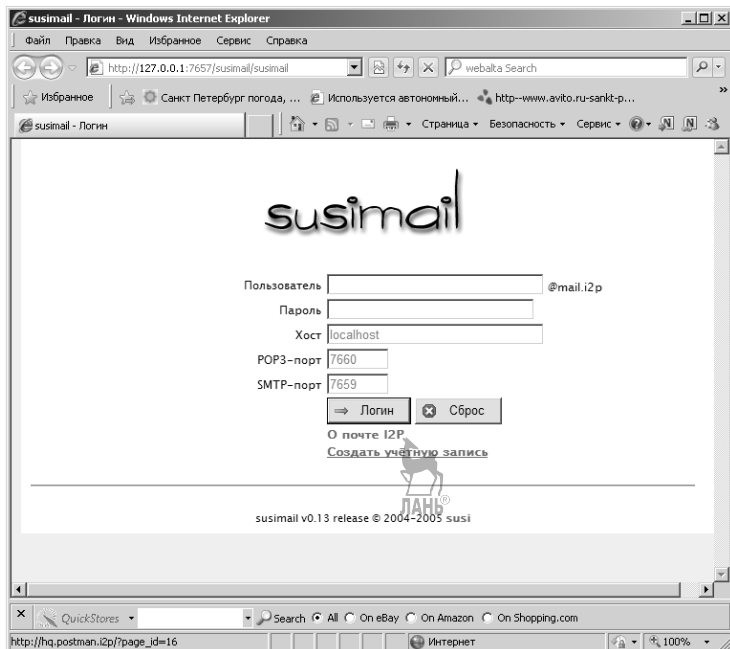 susimail - Логин - Windows Internet Explorer
Файл Правка Вид Избранное Сервис Справка
http://127.0.0.1:7657/susimail/susimail
webalta Search
Избранное Санкт Петербург погода, ... Используется автономный... http--www.avito.ru-sankt-p...
susimail - Логин Страница Безопасность Сервис
susimail
Пользователь @mail.i2p
Пароль
Хост localhost
POP3-порт 7660
SMTP-порт 7659
Логин Сброс
О почте I2P
Создать учётную запись
ЛАНЬ®
susimail v0.13 release © 2004-2005 susi
QuickStores Search All On eBay On Amazon On Shopping.com
http://hq.postman.i2p/?page_id=16 Интернет 100%